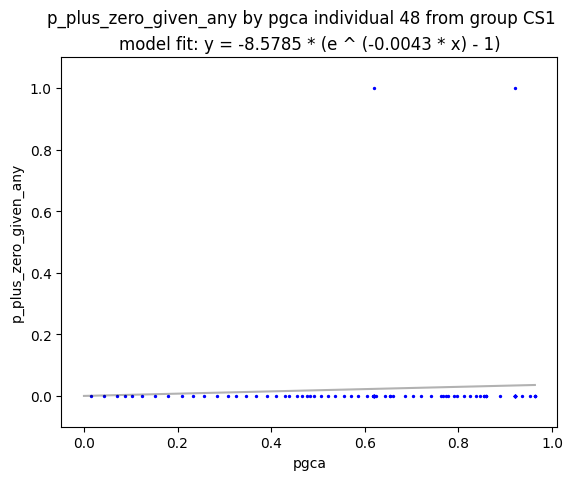 p_plus_zero_given_any by pgca individual 48 from group CS1
model fit: y = -8.5785 * (e ^ (-0.0043 * x) - 1)
1.0
0.8
0.6
0.4
0.2
0.0
p_plus_zero_given_any
0.0 0.2 0.4 0.6 0.8 1.0
pgca